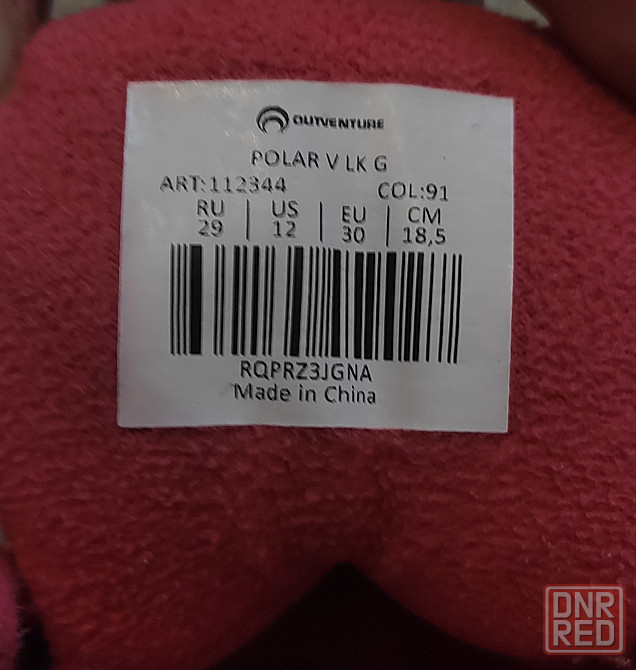 OUTVENTURE
POLAR V LK G
ART:112344 COL:91
RU US EU CM
29 12 30 18,5
RQPRZ3JGNA
Made in China
DNR
RED